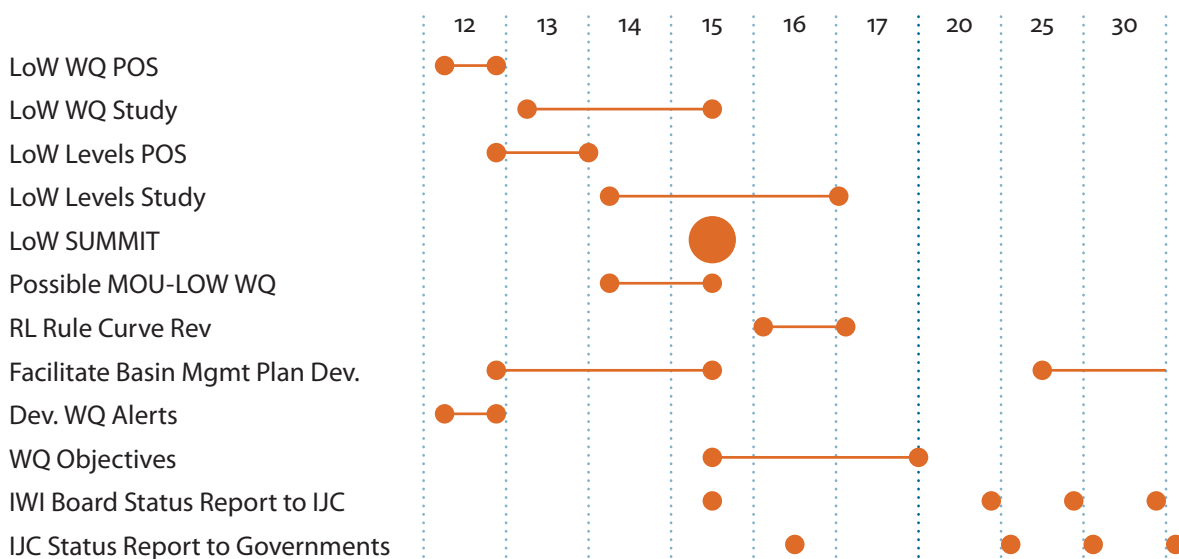 12 13 14 15 16 17 20 25 30
LoW WQ POS
LoW WQ Study
LoW Levels POS
LoW Levels Study
LoW SUMMIT
Possible MOU-LOW WQ
RL Rule Curve Rev
Facilitate Basin Mgmt Plan Dev.
Dev. WQ Alerts
WQ Objectives
IWI Board Status Report to IJC
IJC Status Report to Governments